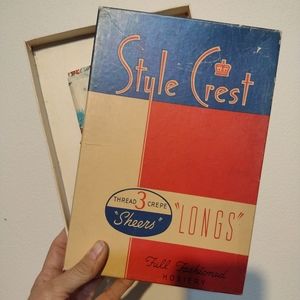 Style Crest
THREAD 3 CREPE
"Sheers"
"LONGS"
Full Fashioned
HOSIERY